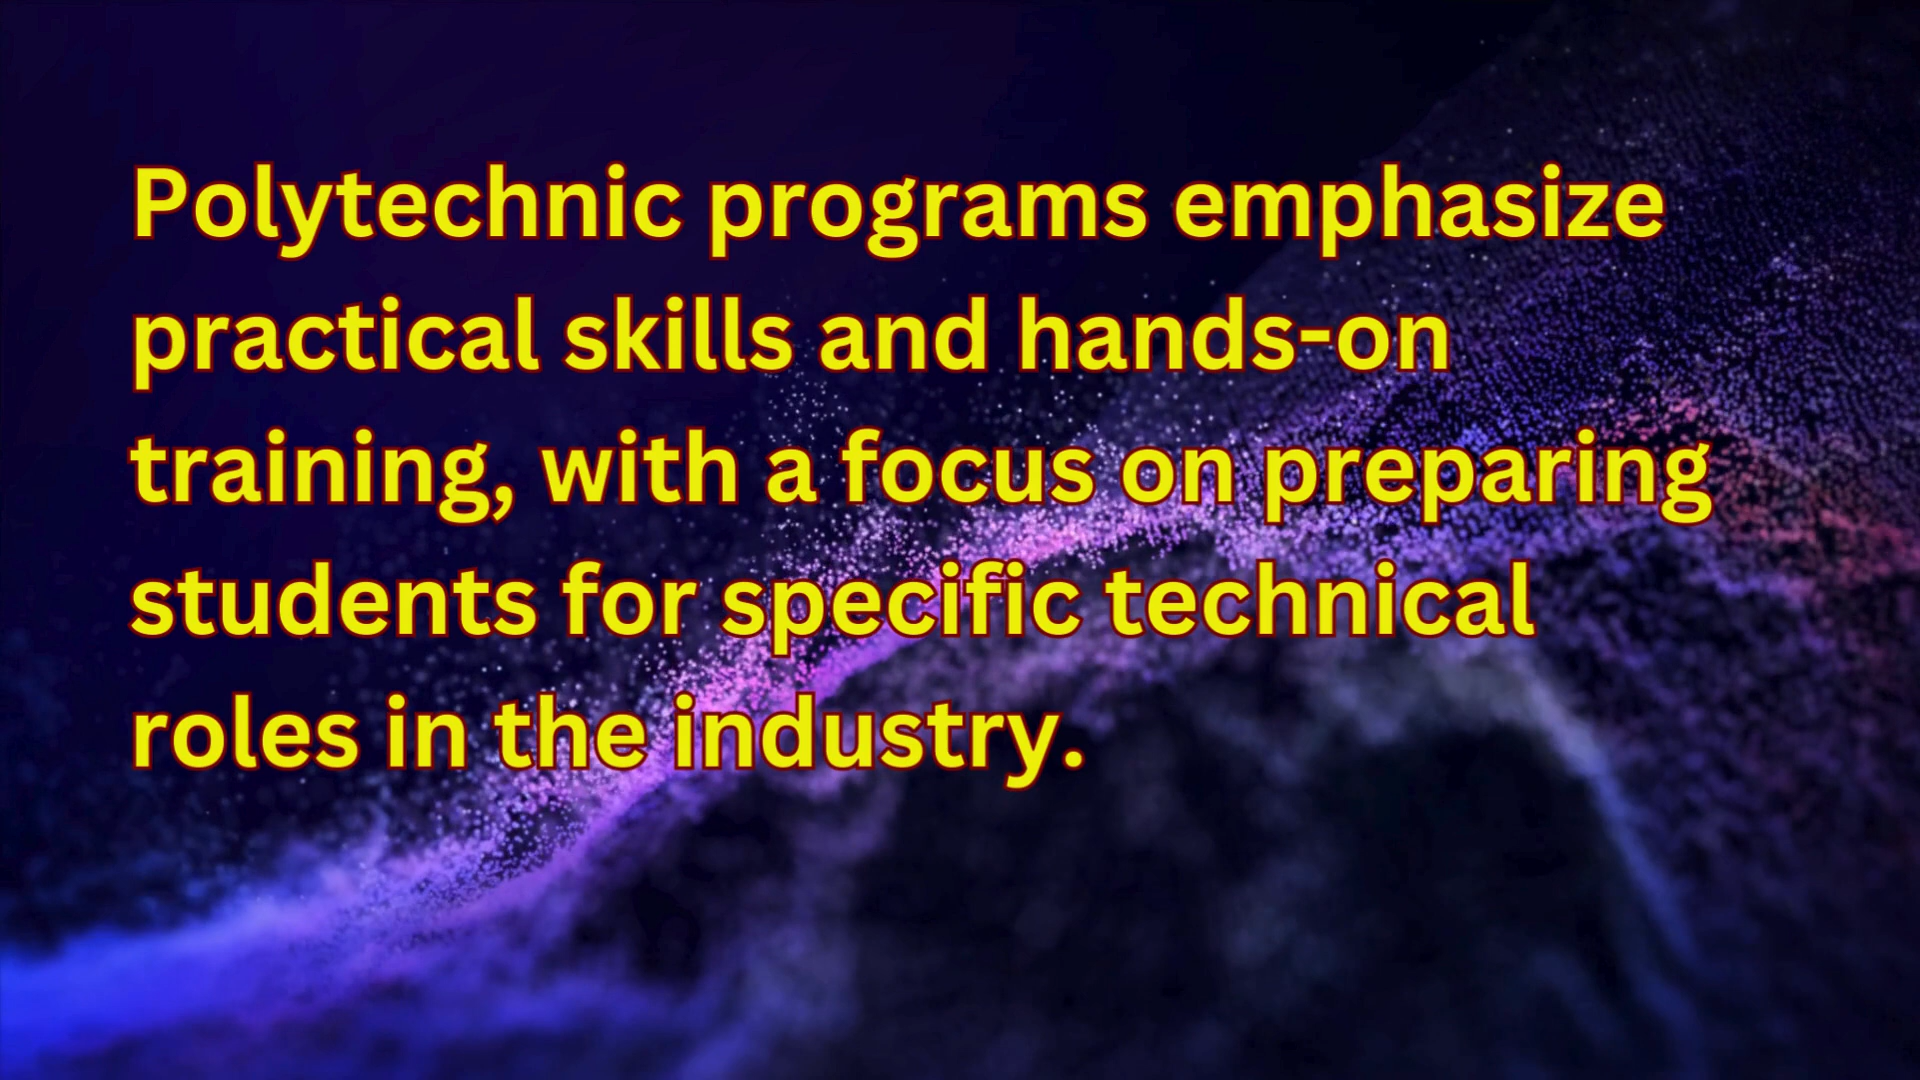 Polytechnic programs emphasize
practical skills and hands-on
training, with a focus on preparing
students for specific technical
roles in the industry.